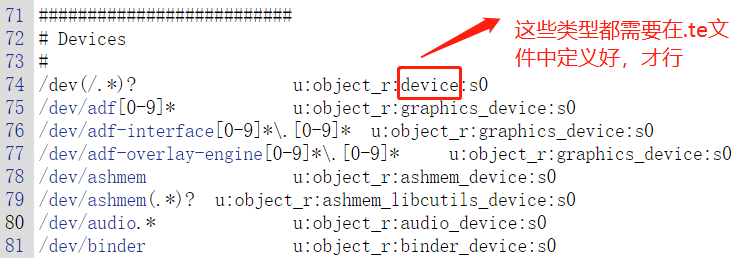 71 ##########################
72 # Devices
73 #
74 /dev(/.*)? u:object_r:device:s0
75 /dev/adf[0-9]* u:object_r:graphics_device:s0
76 /dev/adf-interface[0-9]*\.[0-9]* u:object_r:graphics_device:s0
77 /dev/adf-overlay-engine[0-9]*\.[0-9]* u:object_r:graphics_device:s0
78 /dev/ashmem u:object_r:ashmem_device:s0
79 /dev/ashmem(.*)? u:object_r:ashmem_libcutils_device:s0
80 /dev/audio.* u:object_r:audio_device:s0
81 /dev/binder u:object_r:binder_device:s0
这些类型都需要在.te文
件中定义好，才行